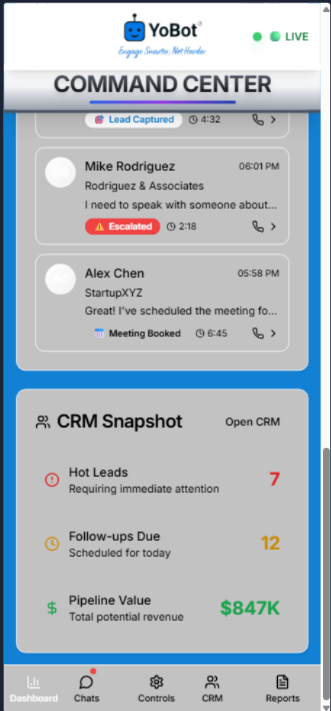 YoBot®
Engage Smarter, Not Harder
LIVE
COMMAND CENTER
Lead Captured 4:32
Mike Rodriguez 06:01 PM
Rodriguez & Associates
I need to speak with someone about...
Escalated 2:18
Alex Chen 05:58 PM
StartupXYZ
Great! I've scheduled the meeting fo...
Meeting Booked 6:45
CRM Snapshot Open CRM
Hot Leads
Requiring immediate attention
7
Follow-ups Due
Scheduled for today
12
Pipeline Value
Total potential revenue
$847K
Dashboard Chats Controls CRM Reports